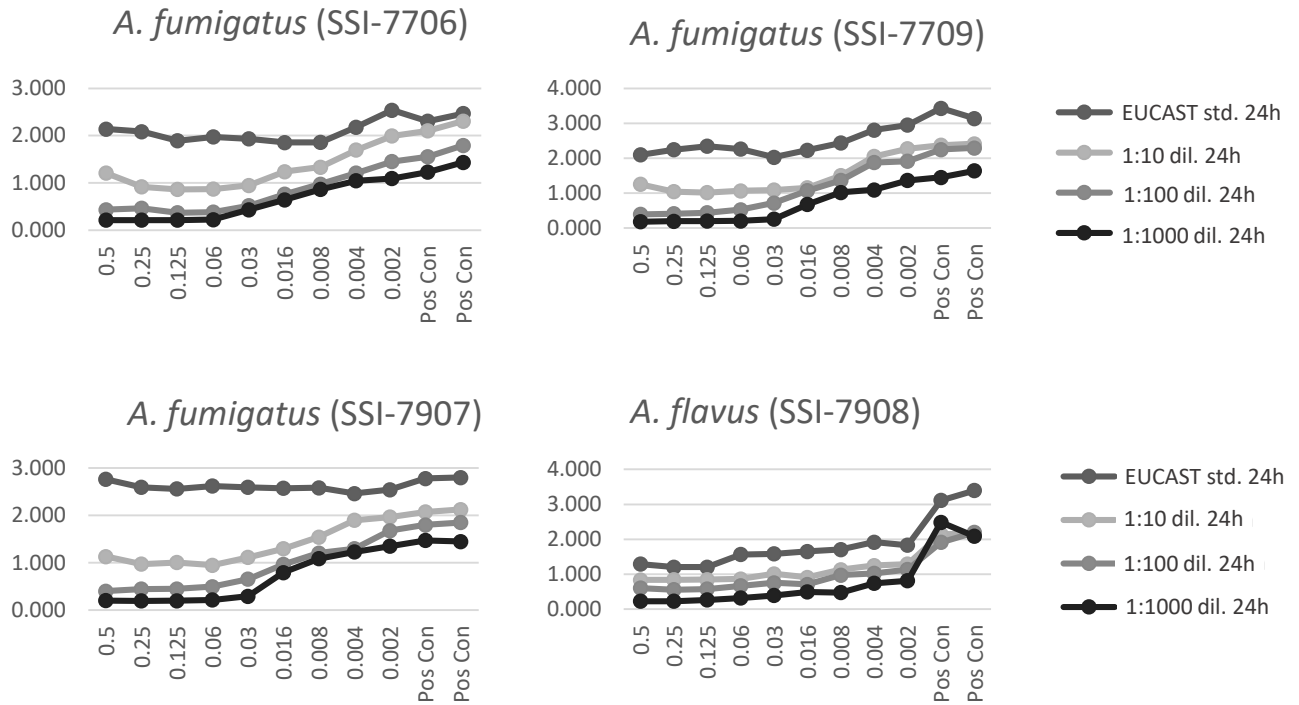 A. fumigatus (SSI-7706)
3.000
2.000
1.000
0.000
0.5
0.25
0.125
0.06
0.03
0.016
0.008
0.004
0.002
Pos Con
Pos Con
A. fumigatus (SSI-7709)
4.000
3.000
2.000
1.000
0.000
0.5
0.25
0.125
0.06
0.03
0.016
0.008
0.004
0.002
Pos Con
Pos Con
EUCAST std. 24h
1:10 dil. 24h
1:100 dil. 24h
1:1000 dil. 24h
A. fumigatus (SSI-7907)
3.000
2.000
1.000
0.000
0.5
0.25
0.125
0.06
0.03
0.016
0.008
0.004
0.002
Pos Con
Pos Con
A. flavus (SSI-7908)
4.000
3.000
2.000
1.000
0.000
0.5
0.25
0.125
0.06
0.03
0.016
0.008
0.004
0.002
Pos Con
Pos Con
EUCAST std. 24h
1:10 dil. 24h
1:100 dil. 24h
1:1000 dil. 24h